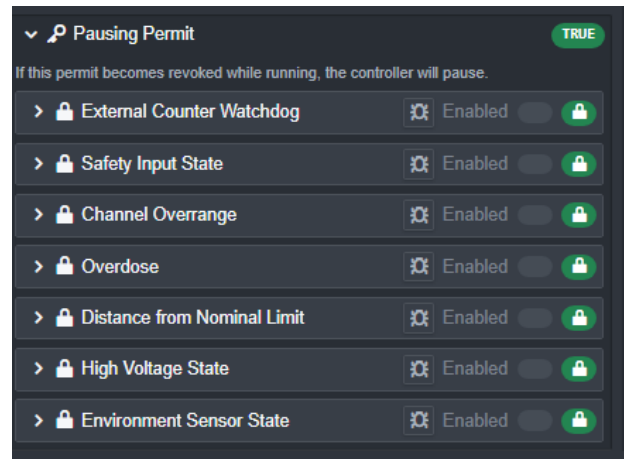 Pausing Permit TRUE
If this permit becomes revoked while running, the controller will pause.
External Counter Watchdog Enabled
Safety Input State Enabled
Channel Overrange Enabled
Overdose Enabled
Distance from Nominal Limit Enabled
High Voltage State Enabled
Environment Sensor State Enabled